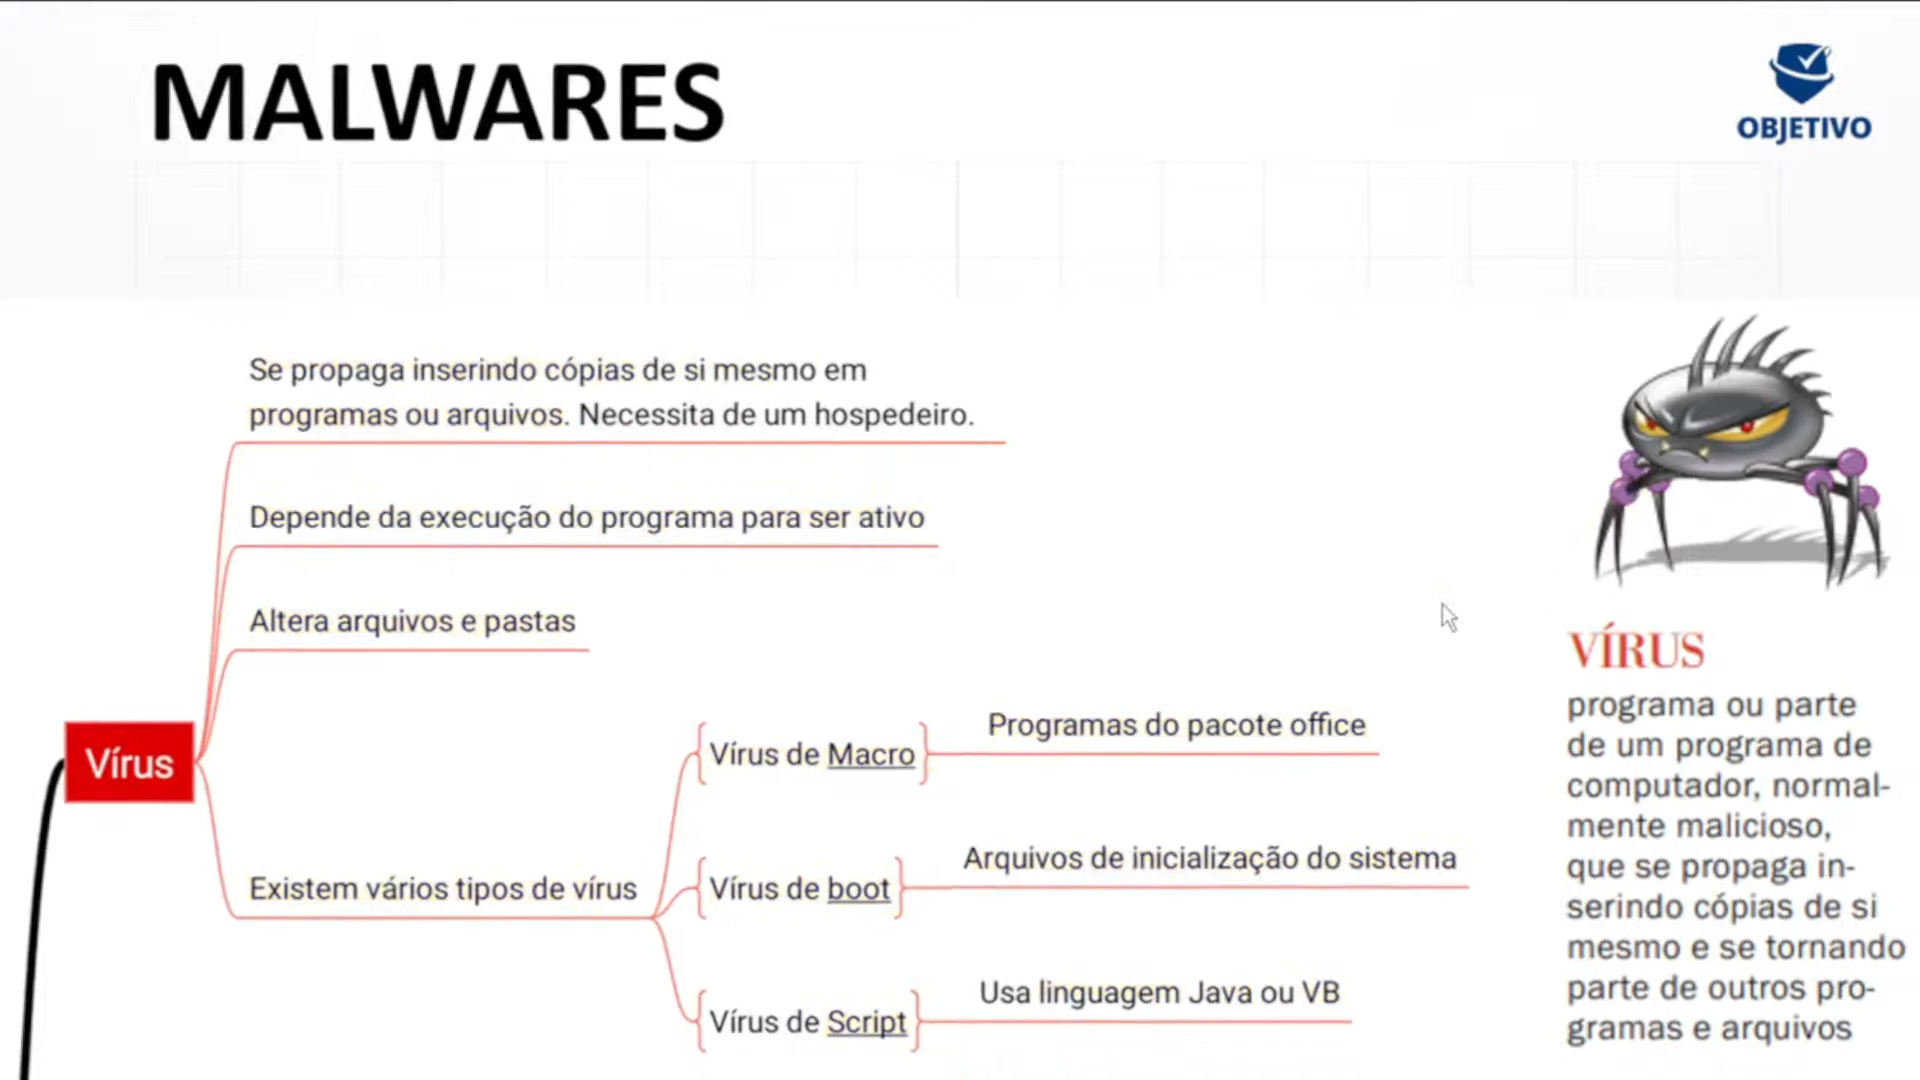 MALWARES
OBJETIVO
Se propaga inserindo cópias de si mesmo em
programas ou arquivos. Necessita de um hospedeiro.
Depende da execução do programa para ser ativo
Altera arquivos e pastas
Vírus
Existem vários tipos de vírus
Vírus de Macro
Programas do pacote office
Vírus de boot
Arquivos de inicialização do sistema
Vírus de Script
Usa linguagem Java ou VB
VÍRUS
programa ou parte
de um programa de
computador, normal-
mente malicioso,
que se propaga in-
serindo cópias de si
mesmo e se tornando
parte de outros pro-
gramas e arquivos